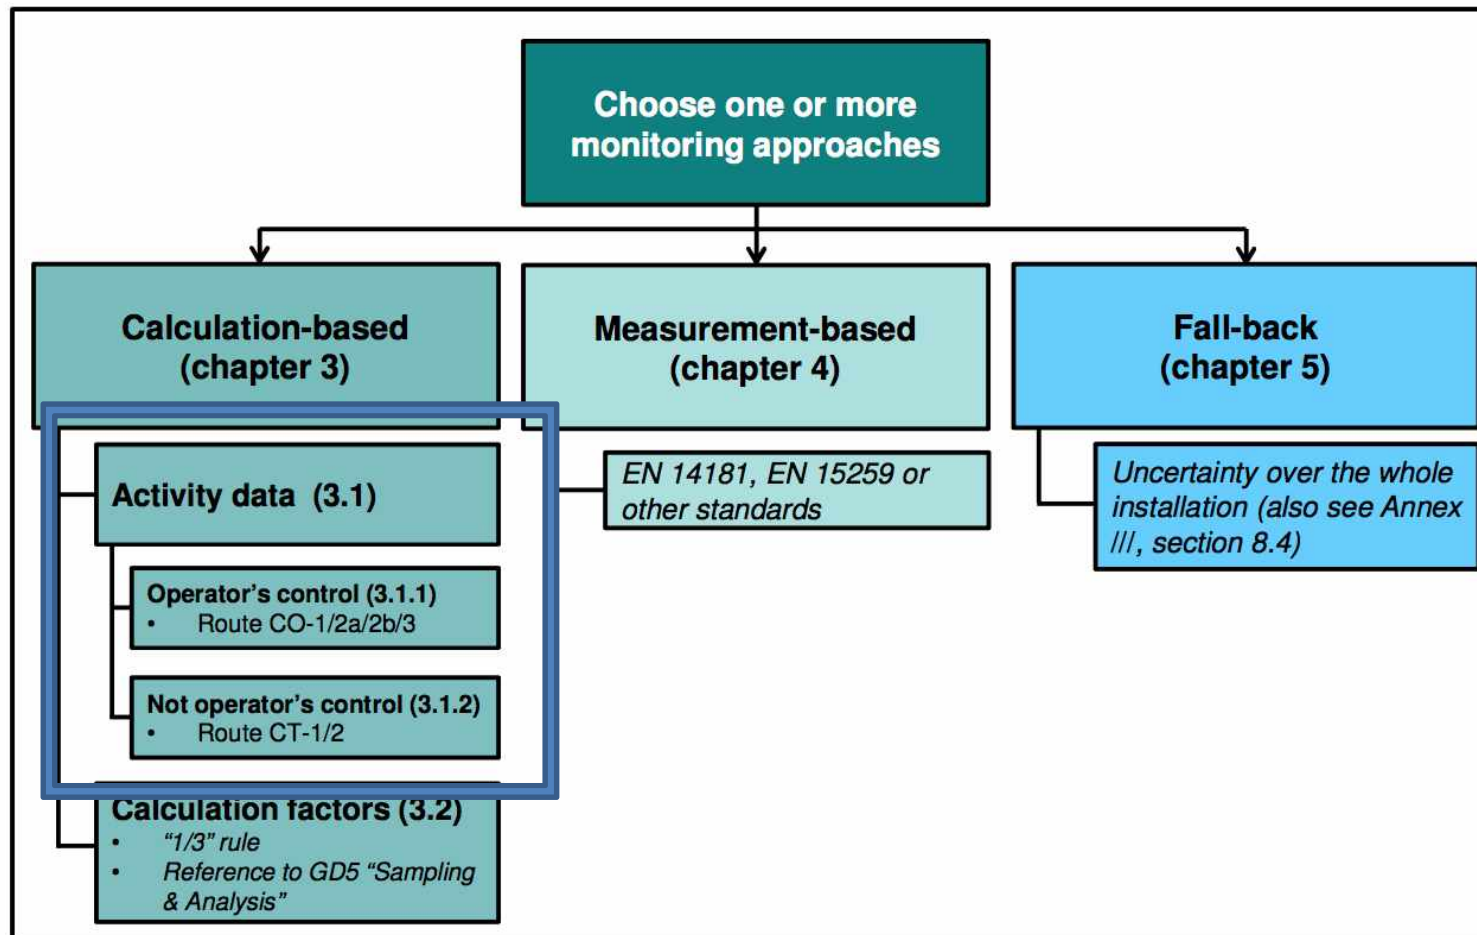 Choose one or more
monitoring approaches
Calculation-based
(chapter 3)
Measurement-based
(chapter 4)
Fall-back
(chapter 5)
Activity data (3.1)
Operator's control (3.1.1)
• Route CO-1/2a/2b/3
Not operator's control (3.1.2)
• Route CT-1/2
Calculation factors (3.2)
• "1/3" rule
• Reference to GD5 "Sampling
& Analysis"
EN 14181, EN 15259 or
other standards
Uncertainty over the whole
installation (also see Annex
III, section 8.4)